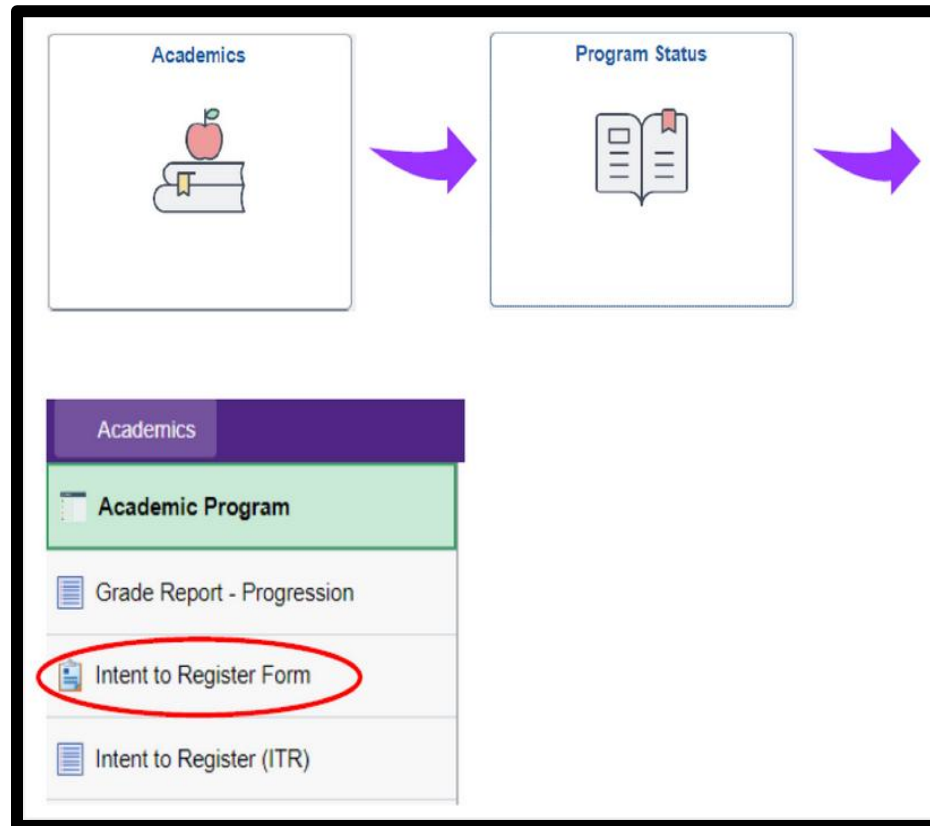 Academics
Program Status
Academics
Academic Program
Grade Report - Progression
Intent to Register Form
Intent to Register (ITR)